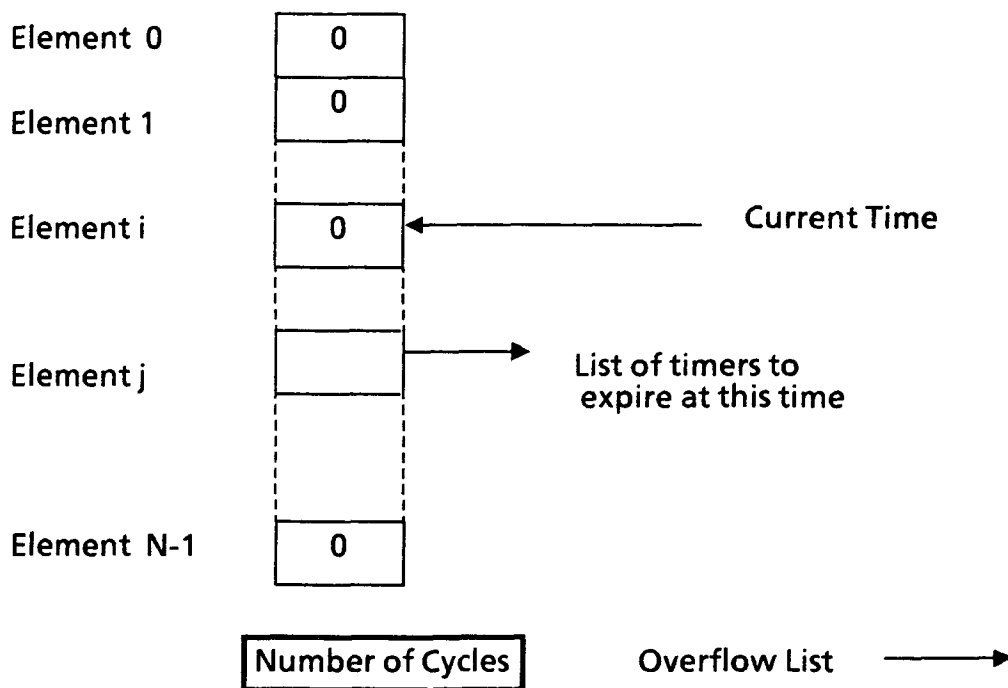 Element 0
0
Element 1
0
Element i
0
Current Time
Element j
List of timers to
expire at this time
Element N-1
0
Number of Cycles
Overflow List